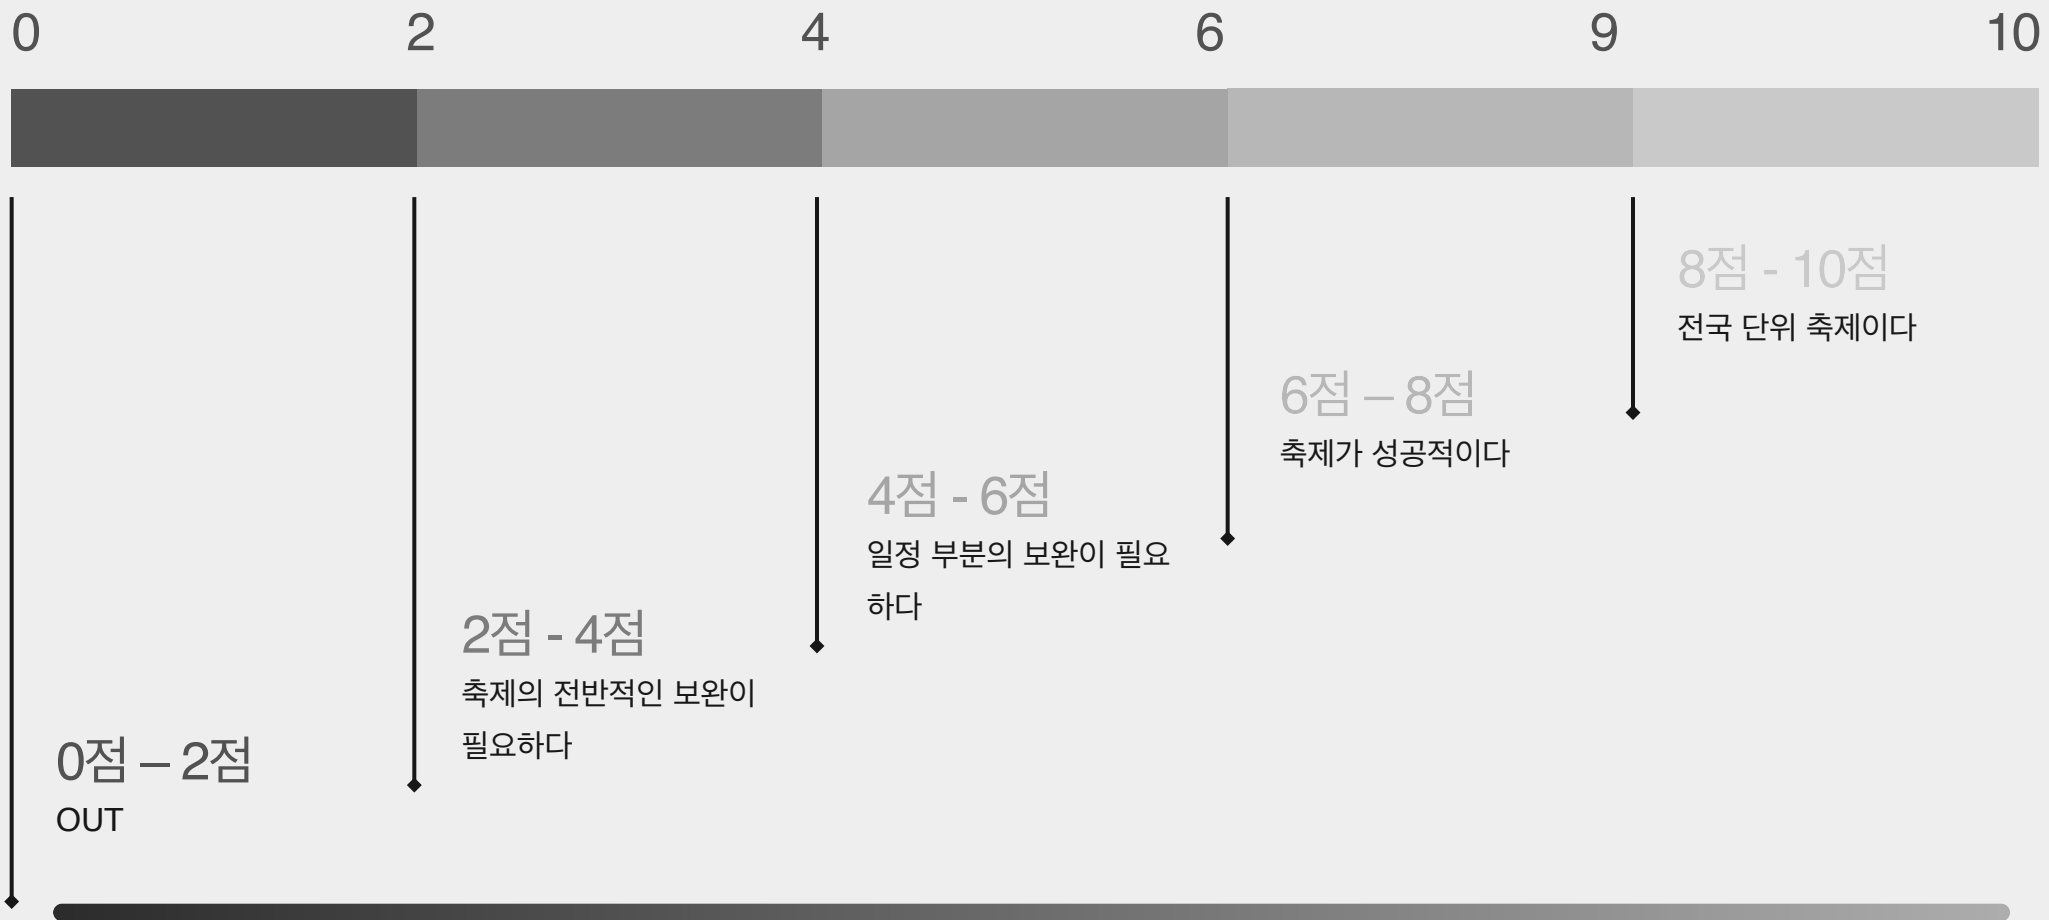 0 2 4 6 9 10
8점 - 10점
전국 단위 축제이다
6점 – 8점
축제가 성공적이다
4점 - 6점
일정 부분의 보완이 필요
하다
2점 - 4점
축제의 전반적인 보완이
필요하다
0점 – 2점
OUT